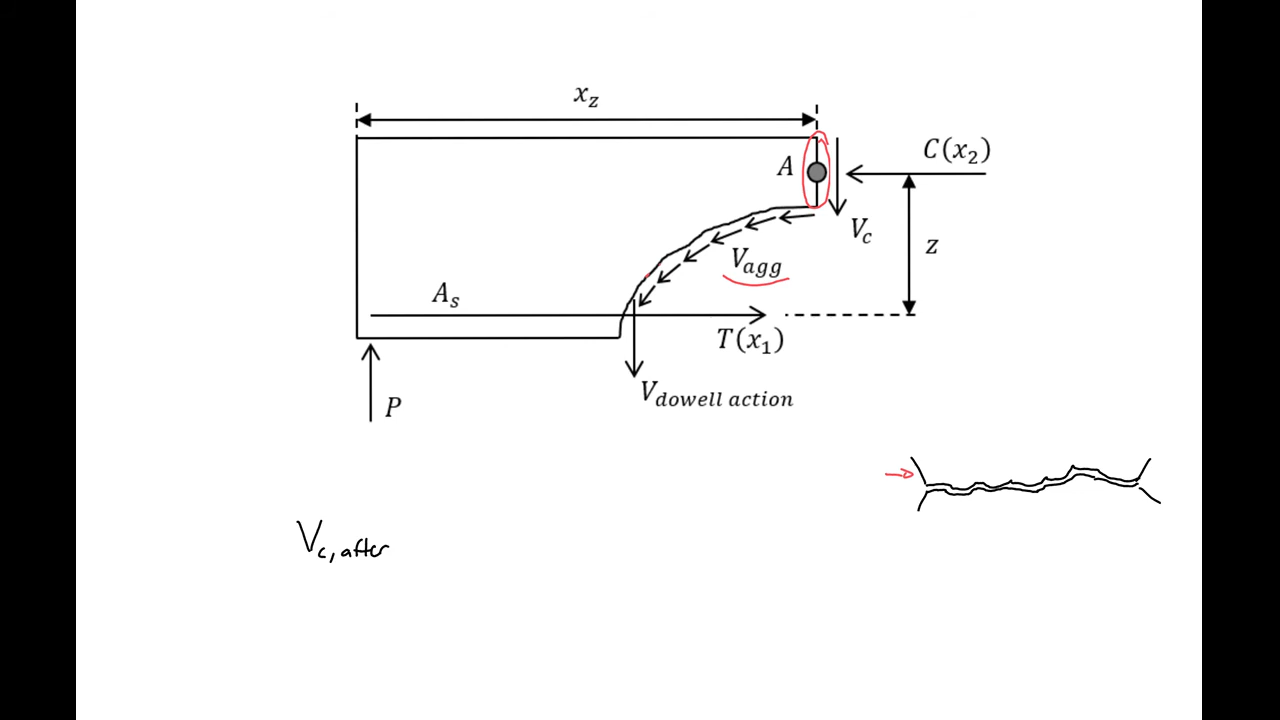 x_z
A
C(x_2)
V_c
z
V_agg
A_s
T(x_1)
V_dowell action
P
V_c, after